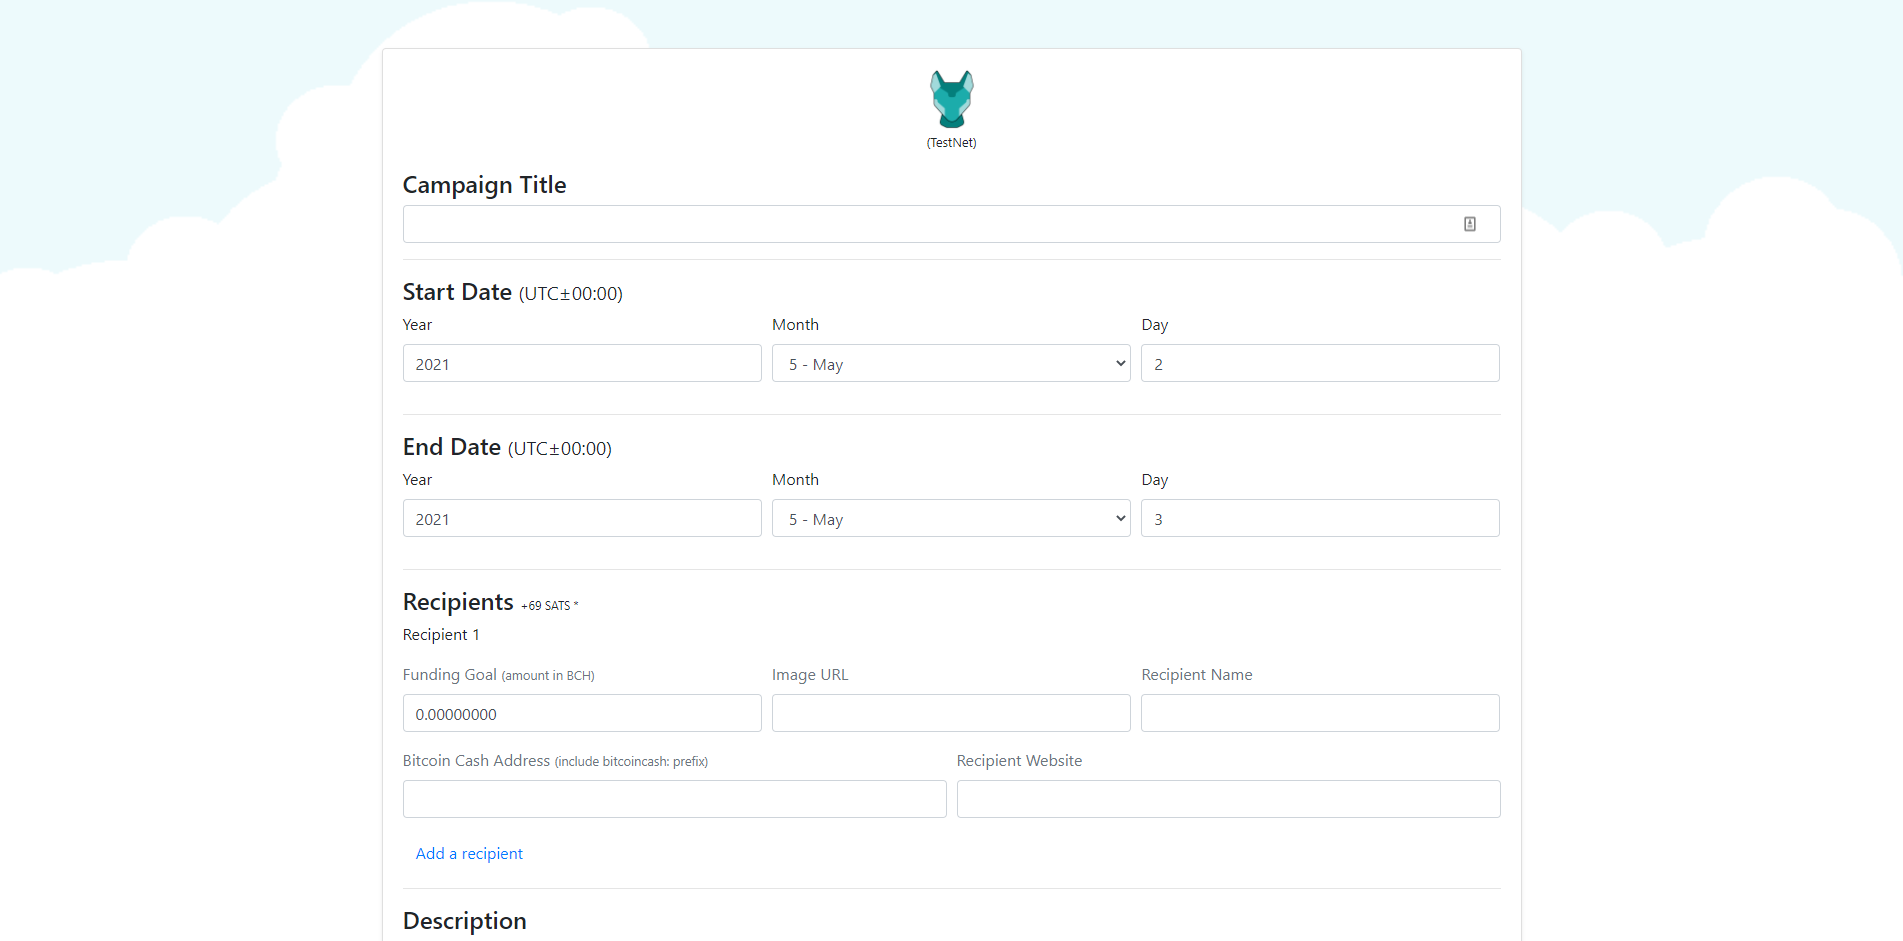 (TestNet)
Campaign Title
Start Date (UTC±00:00)
Year Month Day
2021 5 - May 2
End Date (UTC±00:00)
Year Month Day
2021 5 - May 3
Recipients +69 SATS *
Recipient 1
Funding Goal (amount in BCH) Image URL Recipient Name
0.00000000
Bitcoin Cash Address (include bitcoincash: prefix) Recipient Website
Add a recipient
Description